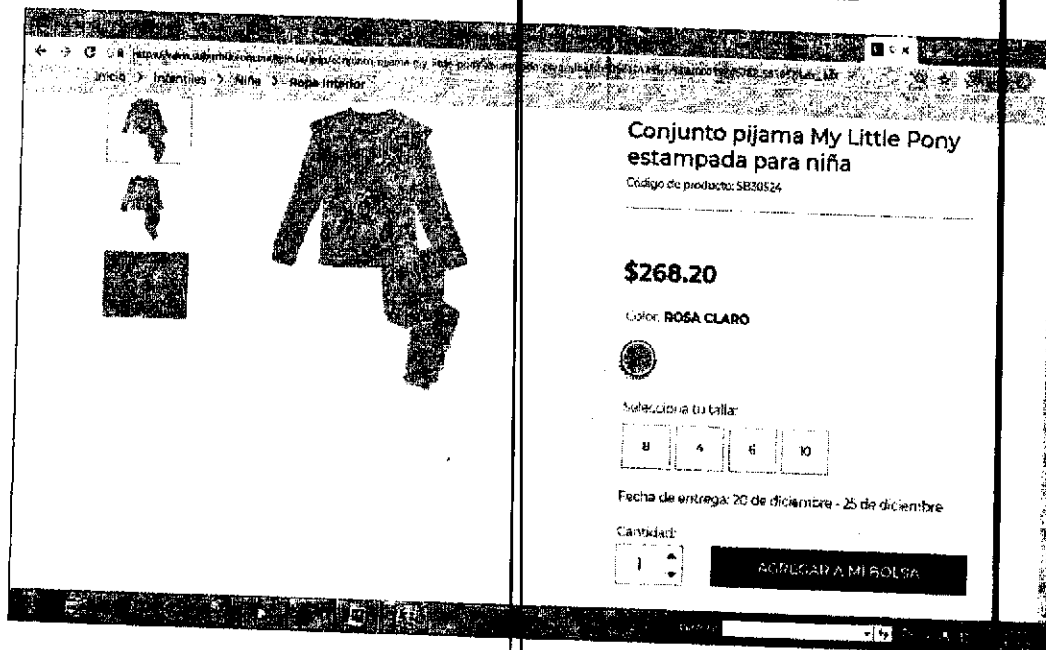 Inicio > Infantiles > Niña > Ropa Interior
Conjunto pijama My Little Pony
estampada para niña
Código de producto: SB30524
$268.20
Color: ROSA CLARO
Selecciona tu talla:
8 4 6 10
Fecha de entrega: 20 de diciembre - 25 de diciembre
Cantidad:
1
AGREGAR A MI BOLSA